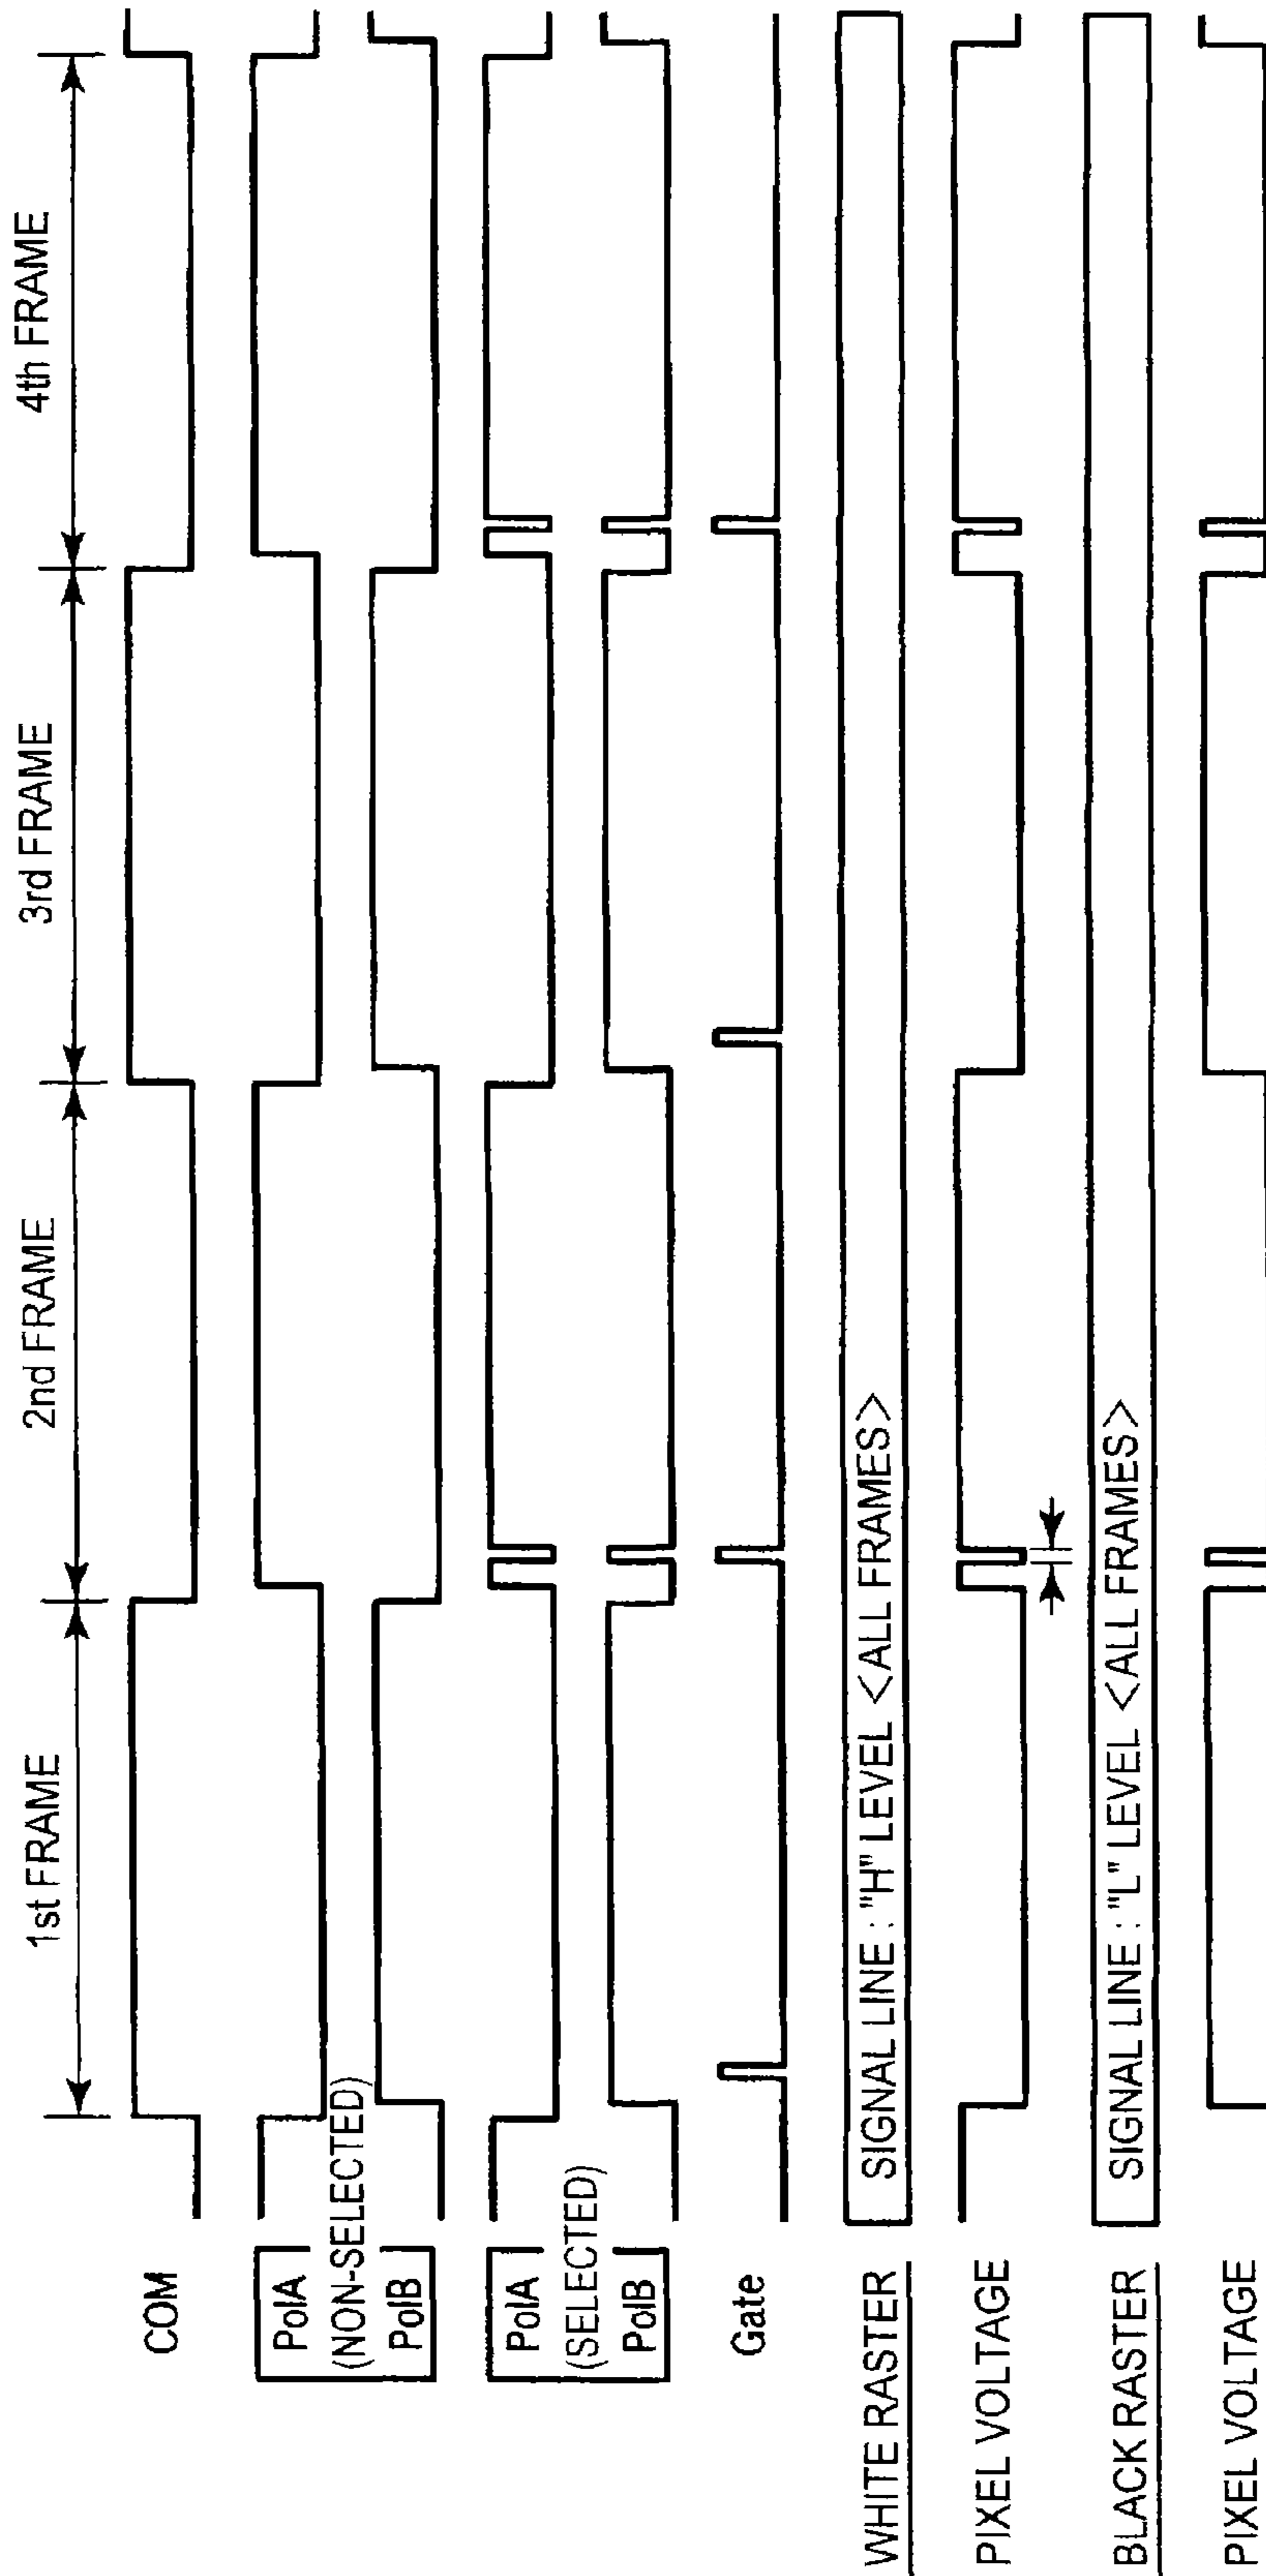 1st FRAME
2nd FRAME
3rd FRAME
4th FRAME
COM
PolA
(NON-SELECTED)
PolB
PolA
(SELECTED)
PolB
Gate
WHITE RASTER
SIGNAL LINE : "H" LEVEL <ALL FRAMES>
PIXEL VOLTAGE
BLACK RASTER
SIGNAL LINE : "L" LEVEL <ALL FRAMES>
PIXEL VOLTAGE